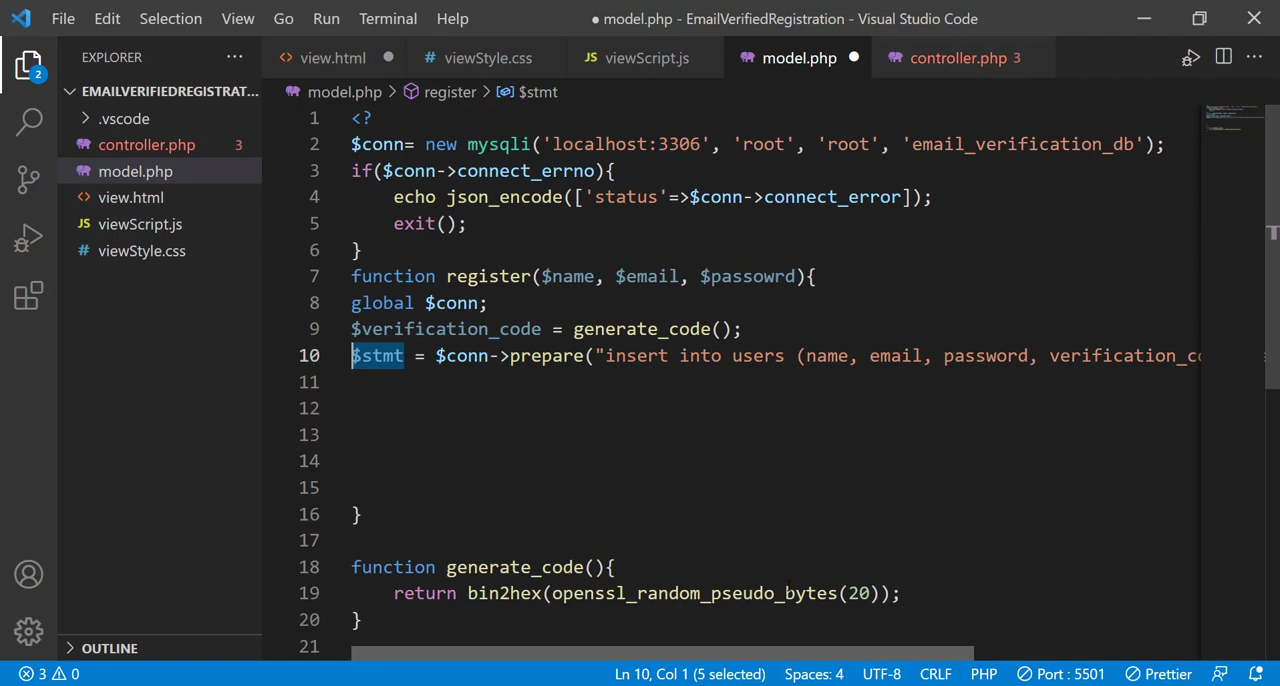 File Edit Selection View Go Run Terminal Help ● model.php - EmailVerifiedRegistration - Visual Studio Code
EXPLORER ...
view.html
# viewStyle.css
JS viewScript.js
model.php
controller.php 3
2
EMAILVERIFIEDREGISTRAT...
.vscode
controller.php 3
model.php
view.html
JS viewScript.js
# viewStyle.css
OUTLINE
model.php > register > $stmt
1 <?
2 $conn= new mysqli('localhost:3306', 'root', 'root', 'email_verification_db');
3 if($conn->connect_errno){
4 echo json_encode(['status'=>$conn->connect_error]);
5 exit();
6 }
7 function register($name, $email, $passowrd){
8 global $conn;
9 $verification_code = generate_code();
10 $stmt = $conn->prepare("insert into users (name, email, password, verification_c
11
12
13
14
15
16 }
17
18 function generate_code(){
19 return bin2hex(openssl_random_pseudo_bytes(20));
20 }
21
3 0 Ln 10, Col 1 (5 selected) Spaces: 4 UTF-8 CRLF PHP Port : 5501 Prettier